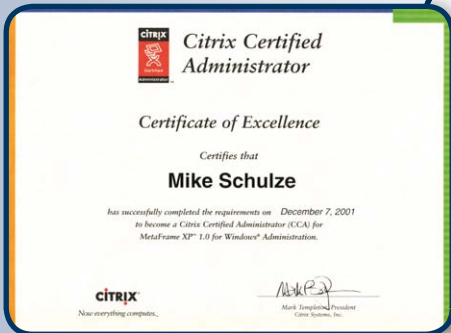 CITRIX
Certified
Administrator
Citrix Certified
Administrator
Certificate of Excellence
Certifies that
Mike Schulze
has successfully completed the requirements on December 7, 2001
to become a Citrix Certified Administrator (CCA) for
MetaFrame XP™ 1.0 for Windows® Administration.
CITRIX®
Now everything computes.
Mark Templeton, President
Citrix Systems, Inc.